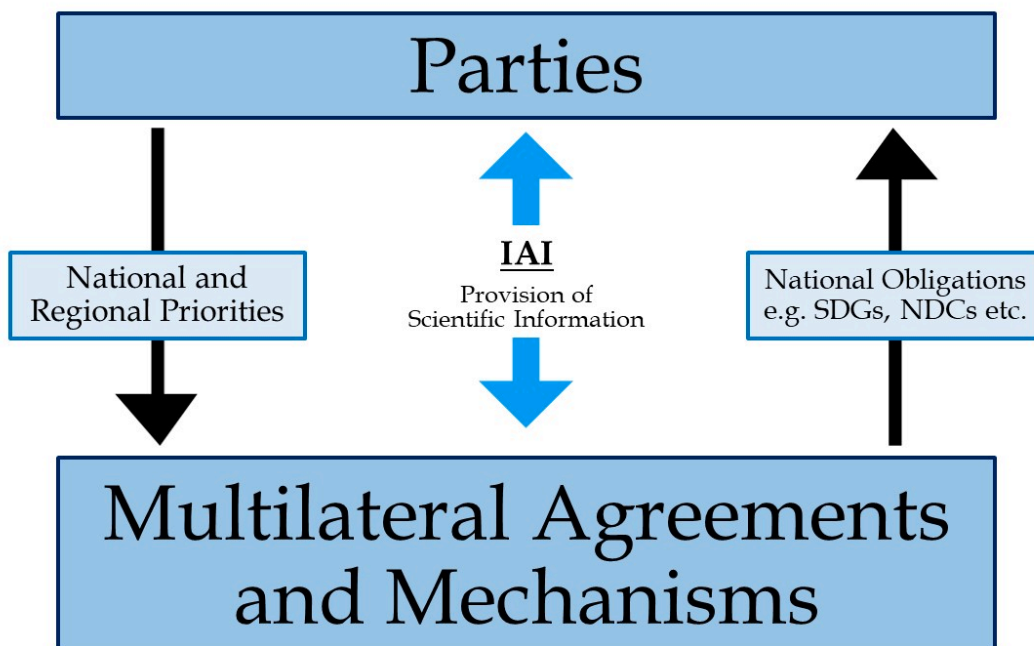 Parties
National and
Regional Priorities
IAI
Provision of
Scientific Information
National Obligations
e.g. SDGs, NDCs etc.
Multilateral Agreements
and Mechanisms